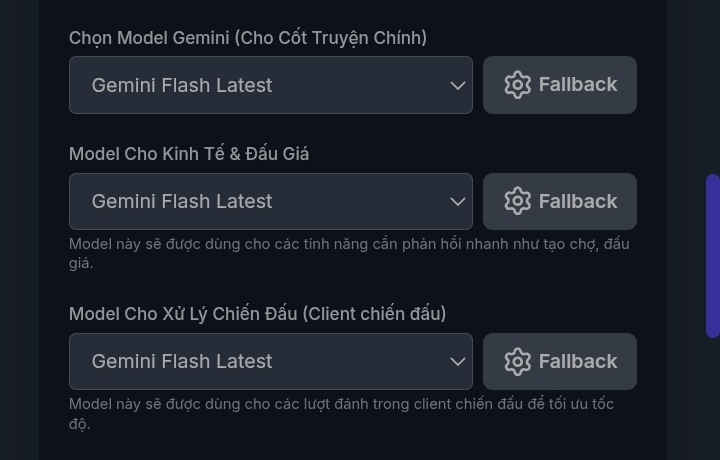 Chọn Model Gemini (Cho Cốt Truyện Chính)
Gemini Flash Latest
Fallback
Model Cho Kinh Tế & Đấu Giá
Gemini Flash Latest
Fallback
Model này sẽ được dùng cho các tính năng cần phản hồi nhanh như tạo chợ, đấu
giá.
Model Cho Xử Lý Chiến Đấu (Client chiến đấu)
Gemini Flash Latest
Fallback
Model này sẽ được dùng cho các lượt đánh trong client chiến đấu để tối ưu tốc
độ.